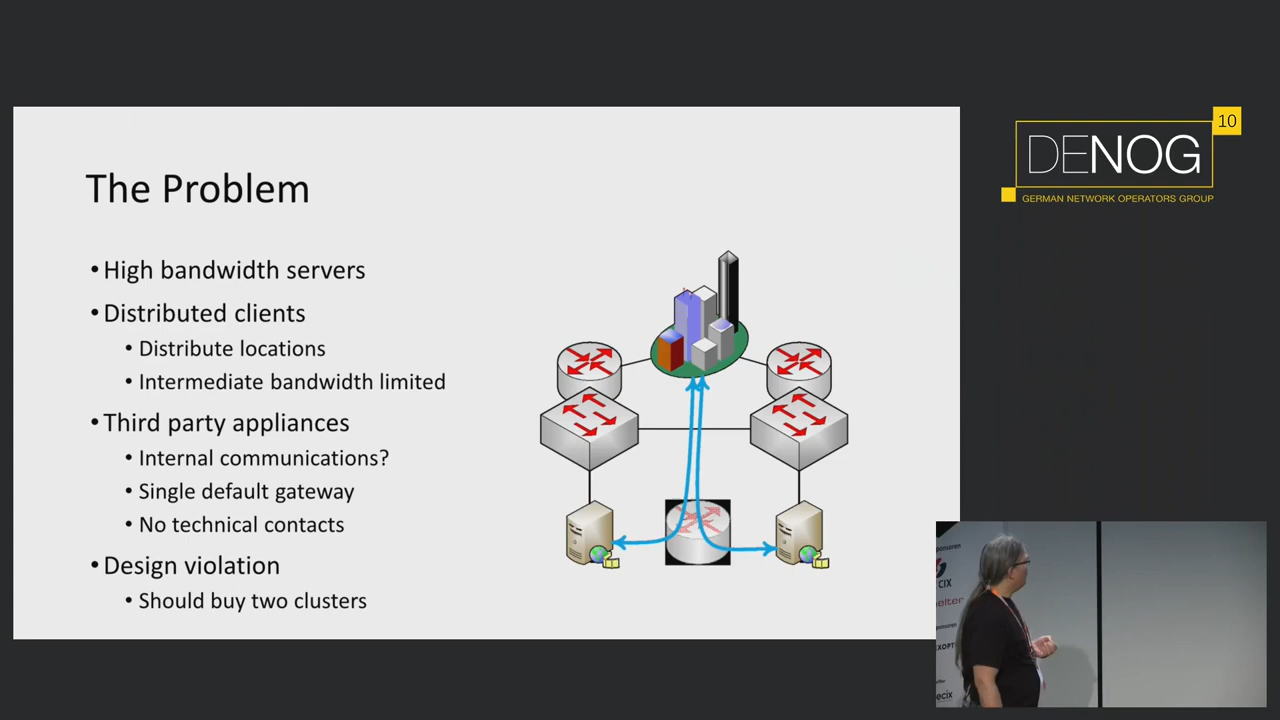 The Problem
• High bandwidth servers
• Distributed clients
• Distribute locations
• Intermediate bandwidth limited
• Third party appliances
• Internal communications?
• Single default gateway
• No technical contacts
• Design violation
• Should buy two clusters
10
DENOG
GERMAN NETWORK OPERATORS GROUP